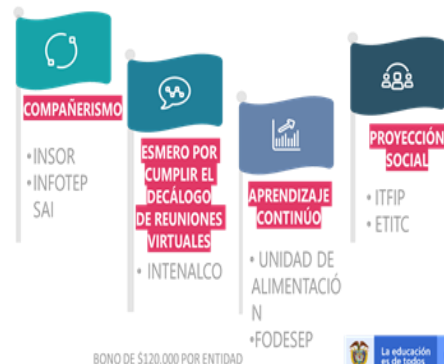 COMPAÑERISMO
•INSOR
•INFOTEP
SAI
ESMERO POR
CUMPLIR EL
DECÁLOGO
DE REUNIONES
VIRTUALES
• INTENALCO
APRENDIZAJE
CONTINÚO
• UNIDAD DE
ALIMENTACIÓ
N
•FODESEP
PROYECCIÓN
SOCIAL
• ITFIP
• ETITC
BONO DE $120.000 POR ENTIDAD
La educación
es de todos